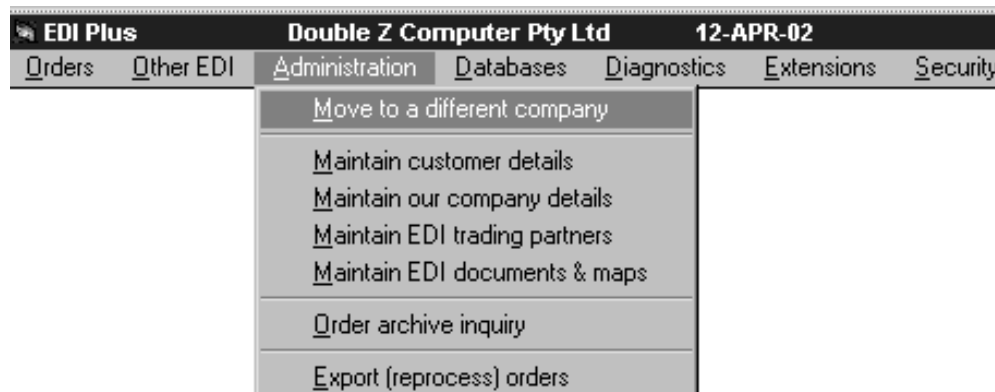 EDI Plus Double Z Computer Pty Ltd 12-APR-02
Orders Other EDI Administration Databases Diagnostics Extensions Security
Move to a different company
Maintain customer details
Maintain our company details
Maintain EDI trading partners
Maintain EDI documents & maps
Order archive inquiry
Export (reprocess) orders